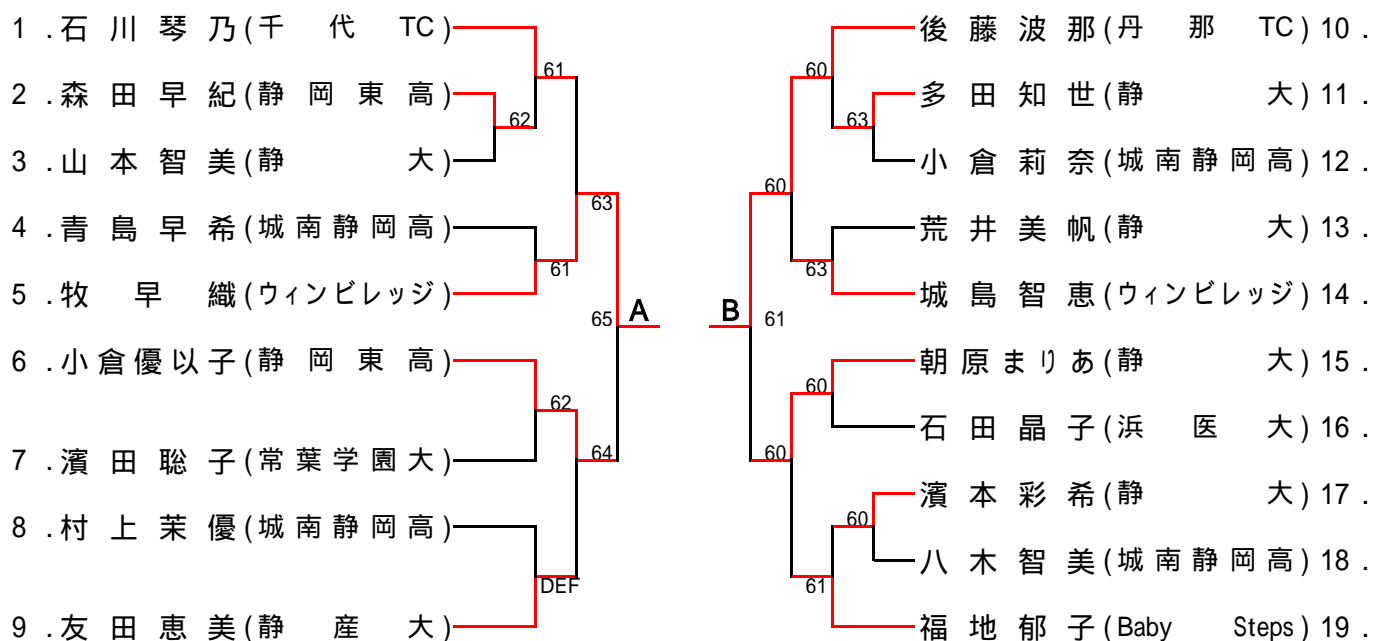 1 .石川琴乃(千代TC)
61
2 .森田早紀(静岡東高)
62
3 .山本智美(静大)
63
4 .青島早希(城南静岡高)
61
5 .牧早織(ウィンビレッジ)
65 A
6 .小倉優以子(静岡東高)
62
7 .濱田聡子(常葉学園大)
64
8 .村上茉優(城南静岡高)
DEF
9 .友田恵美(静産大)
後藤波那(丹那TC) 10 .
60
多田知世(静大) 11 .
63
小倉莉奈(城南静岡高) 12 .
60
荒井美帆(静大) 13 .
63
城島智恵(ウィンビレッジ) 14 .
B 61
朝原まりあ(静大) 15 .
60
石田晶子(浜医大) 16 .
60
濱本彩希(静大) 17 .
60
八木智美(城南静岡高) 18 .
61
福地郁子(Baby Steps) 19 .